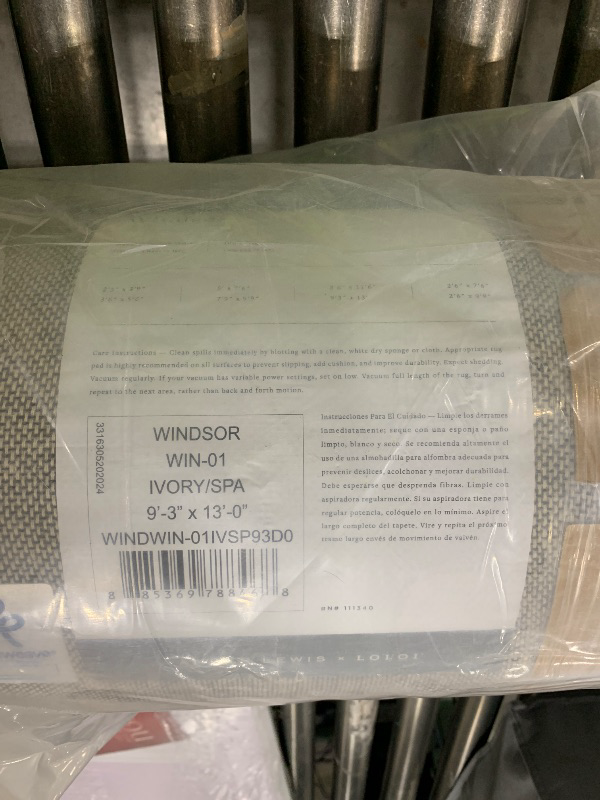 Care Instructions — Clean spills immediately by blotting with a clean, white dry sponge or cloth. Appropriate rug
pad is highly recommended on all surfaces to prevent slipping, add cushion, and improve durability. Expect shedding.
Vacuum regularly. If your vacuum has variable power settings, set on low. Vacuum full length of the rug, turn and
repeat to the next area, rather than back and forth motion.
3316305202024
WINDSOR
WIN-01
IVORY/SPA
9'-3" x 13'-0"
WINDWIN-01IVSP93D0
8 85369 788 8
Instrucciones Para El Cuidado — Limpie los derrames
inmediatamente; seque con una esponja o paño
limpio, blanco y seco. Se recomienda altamente el
uso de una almohadilla para alfombra adecuada para
prevenir deslices, acolchonar y mejorar durabilidad.
Debe esperarse que desprenda fibras. Limpie con
aspiradora regularmente. Si su aspiradora tiene para
regular potencia, colóquelo en lo mínimo. Aspire el
largo completo del tapete. Vire y repita el próximo
tramo largo envés de movimiento de vaivén.
RN# 111340
LEWIS × LOLOI